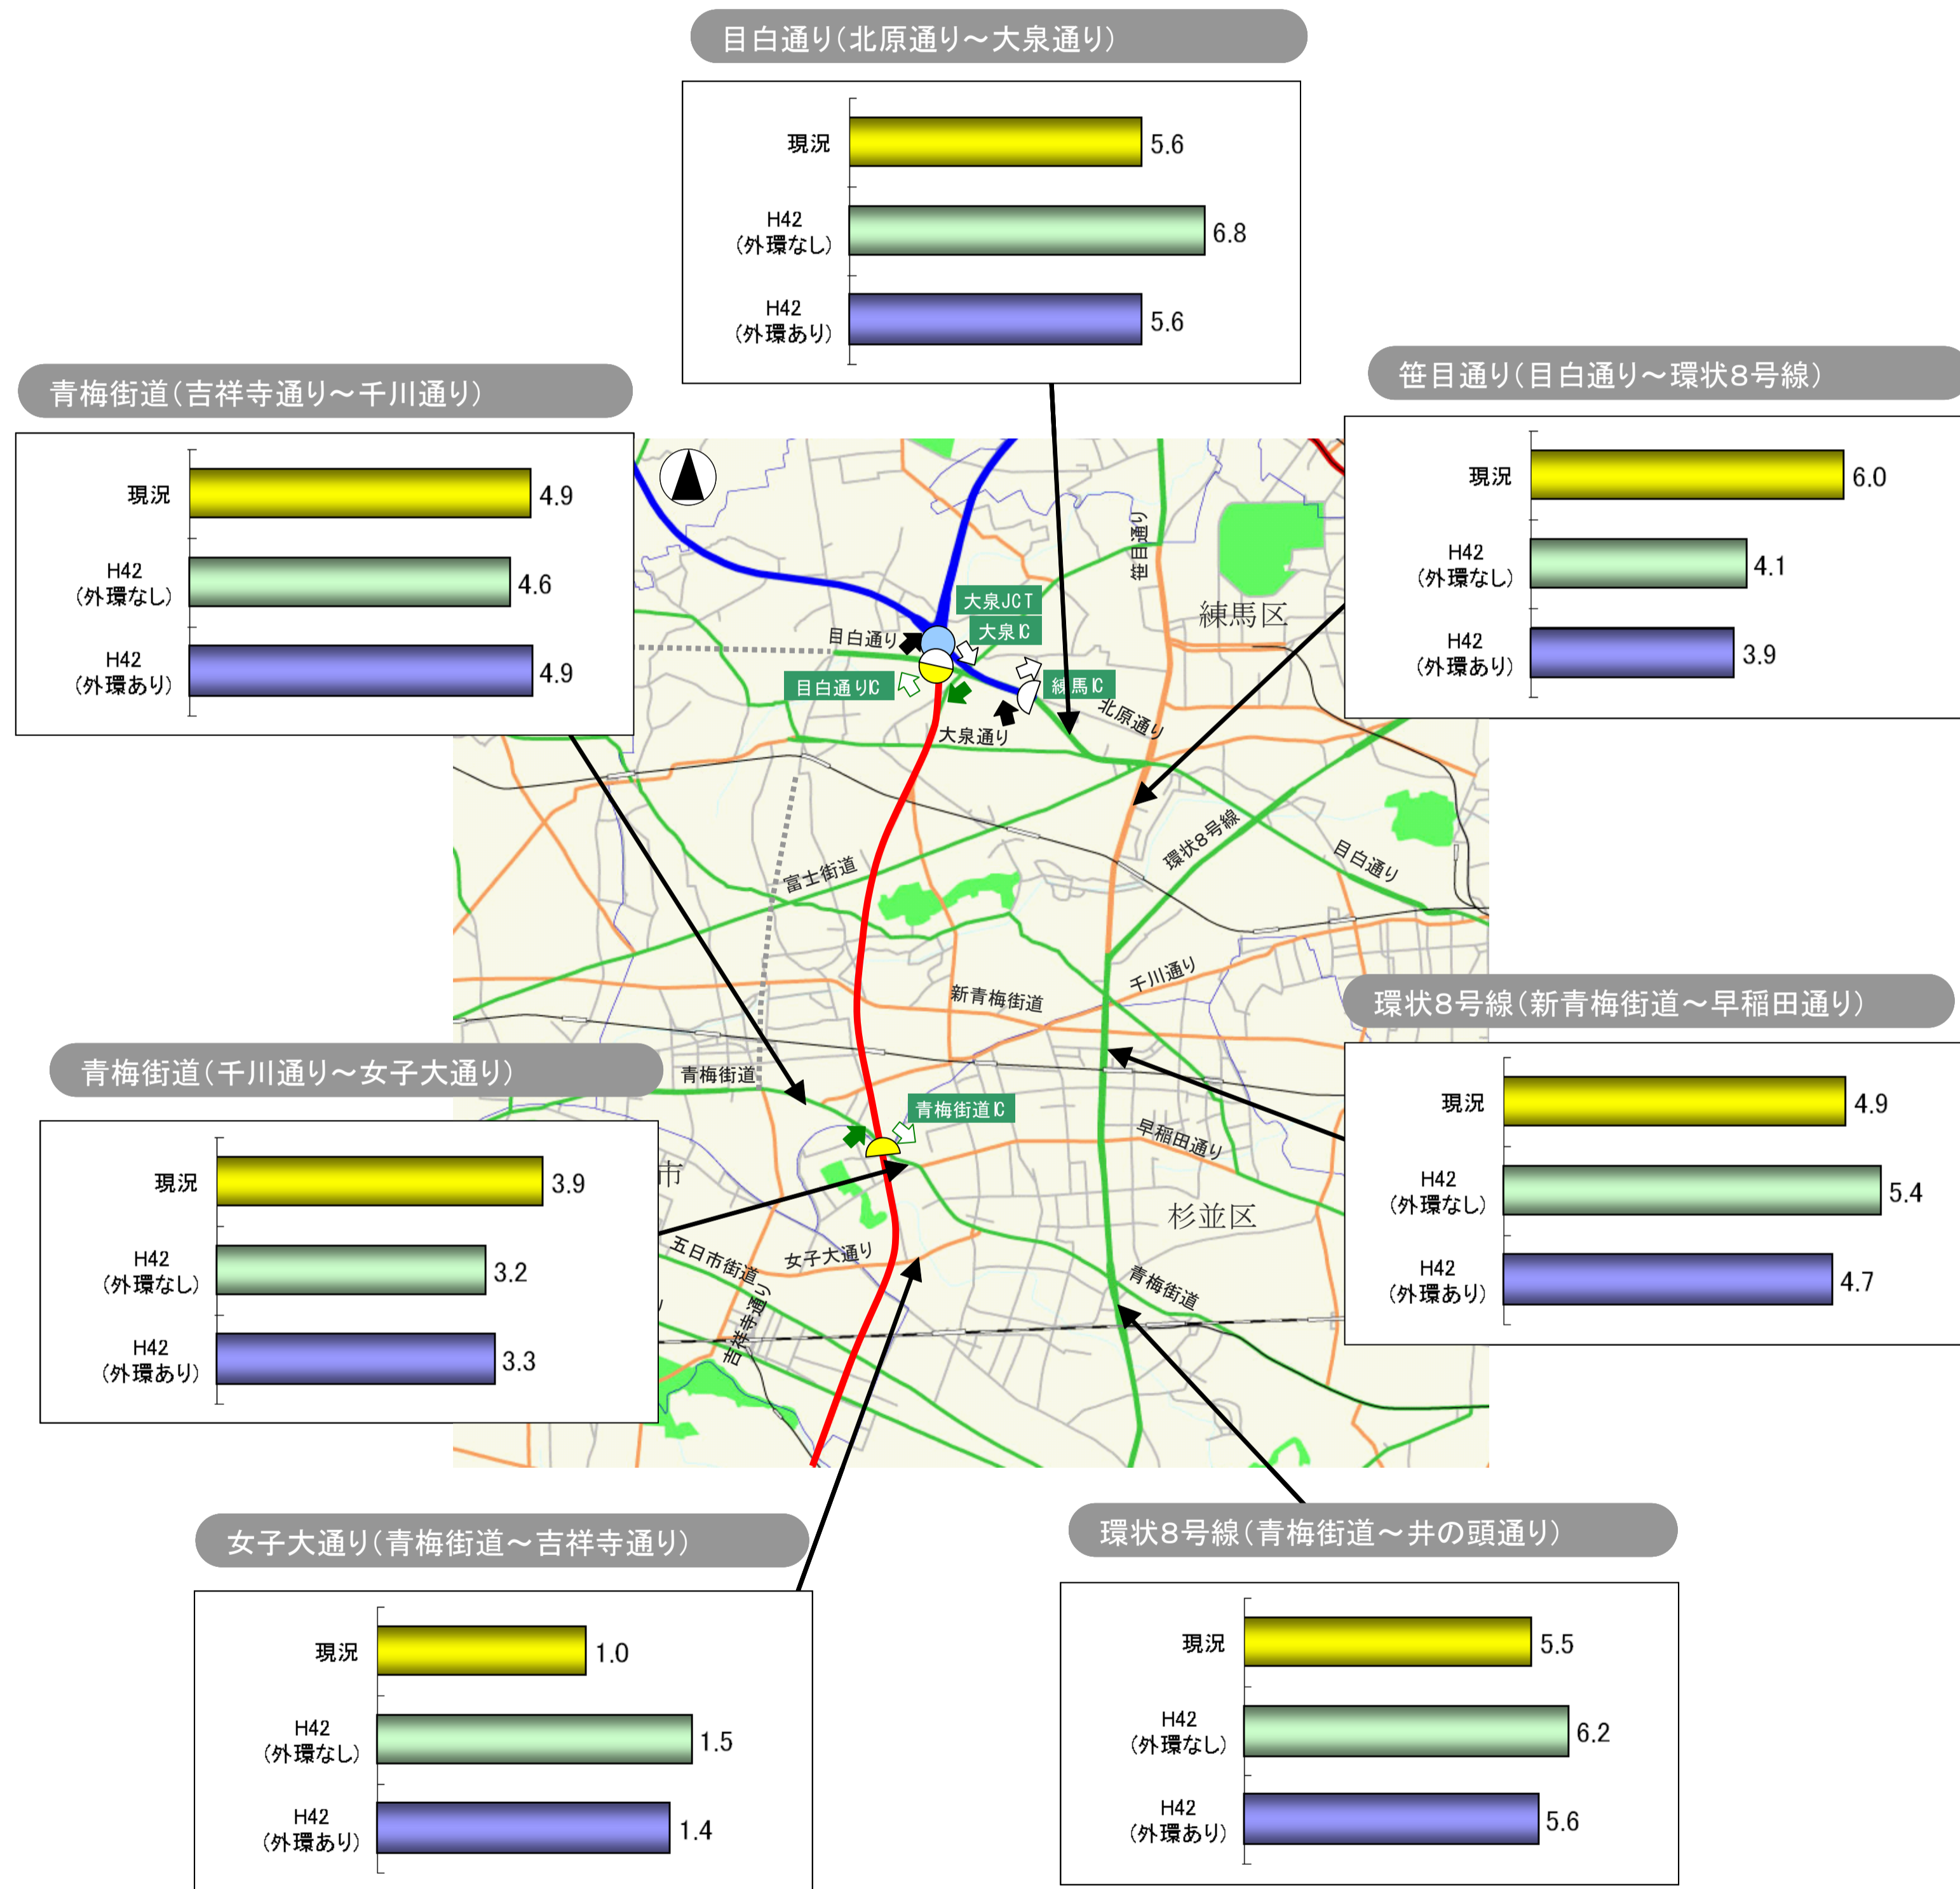 目白通り(北原通り～大泉通り)
現況
5.6
H42
(外環なし)
6.8
H42
(外環あり)
5.6
青梅街道(吉祥寺通り～千川通り)
現況
4.9
H42
(外環なし)
4.6
H42
(外環あり)
4.9
笹目通り(目白通り～環状8号線)
現況
6.0
H42
(外環なし)
4.1
H42
(外環あり)
3.9
笹目通り
練馬区
大泉JCT
大泉IC
目白通り
目白通りIC
練馬IC
北原通り
大泉通り
環状8号線
目白通り
富士街道
千川通り
新青梅街道
青梅街道
青梅街道IC
早稲田通り
市
杉並区
女子大通り
五日市街道
吉祥寺通り
青梅街道
り
環状8号線(新青梅街道～早稲田通り)
現況
4.9
H42
(外環なし)
5.4
H42
(外環あり)
4.7
青梅街道(千川通り～女子大通り)
現況
3.9
H42
(外環なし)
3.2
H42
(外環あり)
3.3
女子大通り(青梅街道～吉祥寺通り)
現況
1.0
H42
(外環なし)
1.5
H42
(外環あり)
1.4
環状8号線(青梅街道～井の頭通り)
現況
5.5
H42
(外環なし)
6.2
H42
(外環あり)
5.6